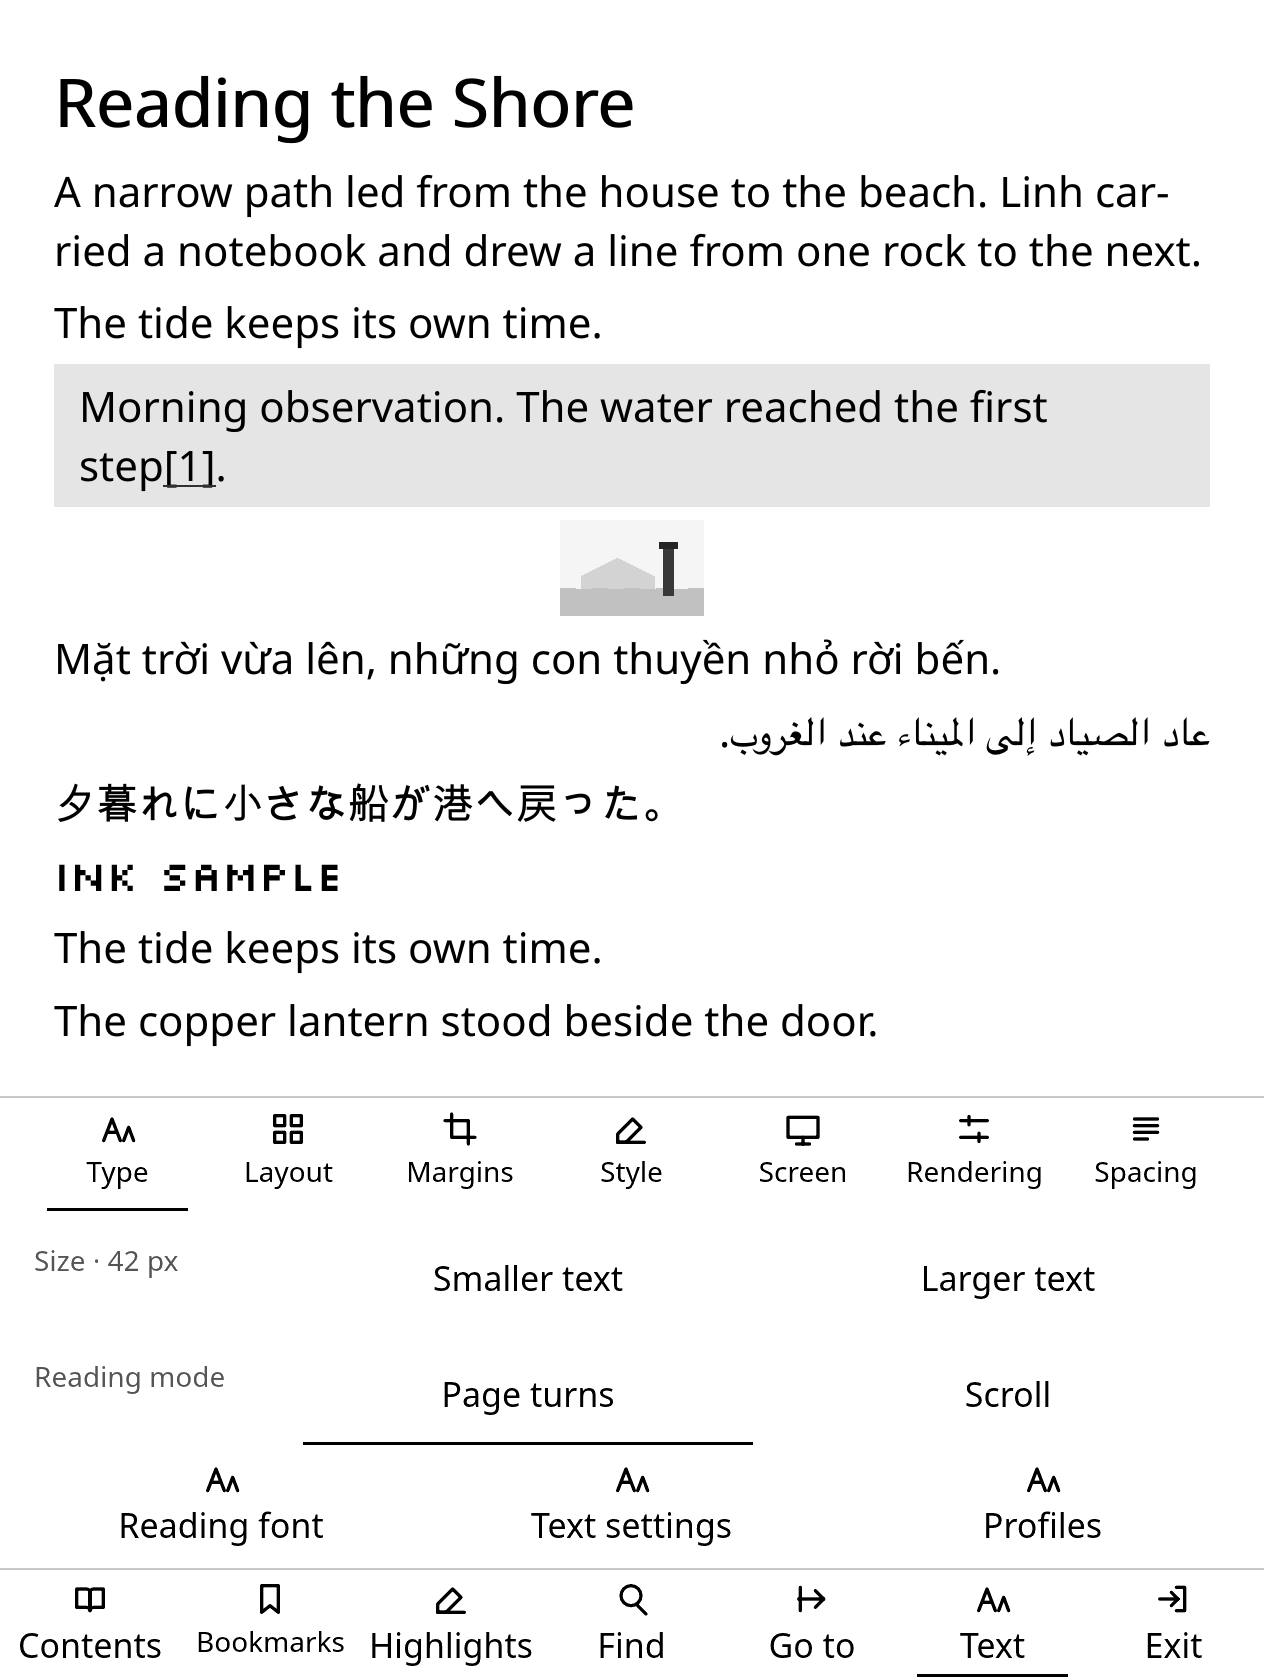 Reading the Shore
A narrow path led from the house to the beach. Linh car-
ried a notebook and drew a line from one rock to the next.
The tide keeps its own time.
Morning observation. The water reached the first
step[1].
Mặt trời vừa lên, những con thuyền nhỏ rời bến.
عاد الصياد إلى الميناء عند الغروب.
夕暮れに小さな船が港へ戻った。
INK SAMPLE
The tide keeps its own time.
The copper lantern stood beside the door.
Type Layout Margins Style Screen Rendering Spacing
Size · 42 px Smaller text Larger text
Reading mode Page turns Scroll
Reading font Text settings Profiles
Contents Bookmarks Highlights Find Go to Text Exit